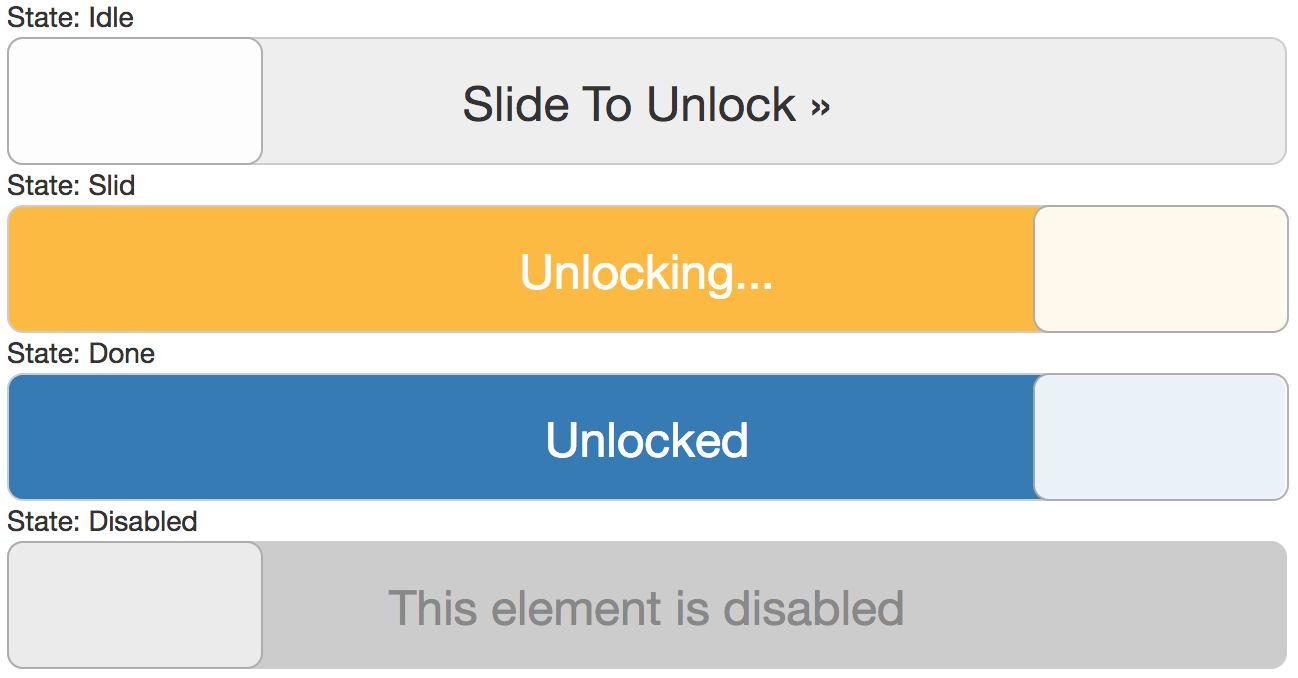 State: Idle
Slide To Unlock »
State: Slid
Unlocking...
State: Done
Unlocked
State: Disabled
This element is disabled